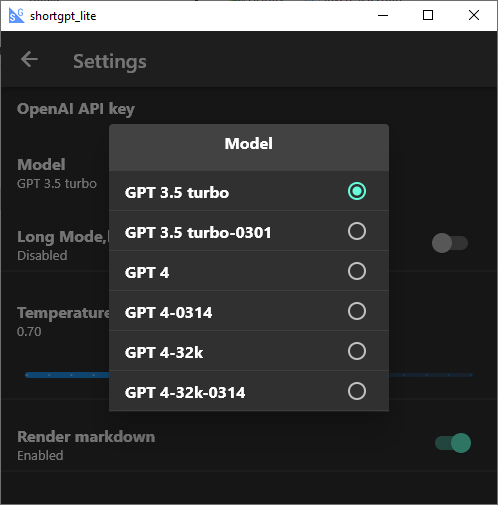 shortgpt_lite
Settings
OpenAI API key
Model
GPT 3.5 turbo
Long Mode,
Disabled
Temperature
0.70
Render markdown
Enabled
Model
GPT 3.5 turbo
GPT 3.5 turbo-0301
GPT 4
GPT 4-0314
GPT 4-32k
GPT 4-32k-0314